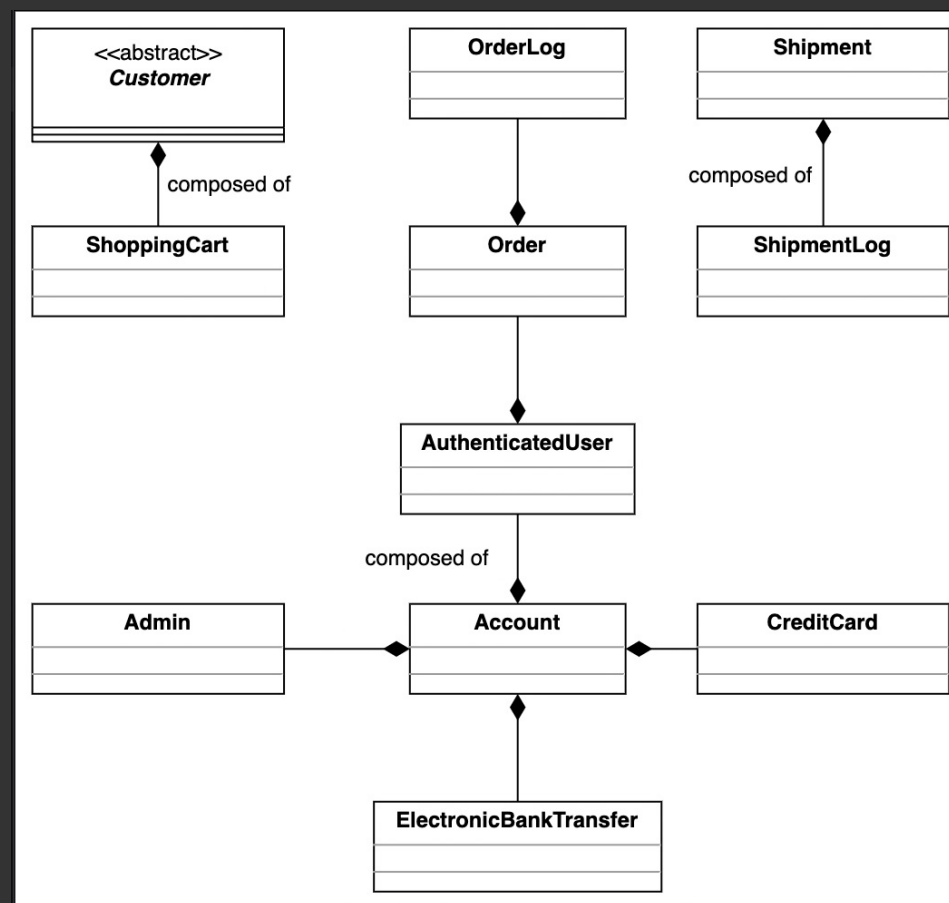 <<abstract>>
Customer
OrderLog
Shipment
composed of
composed of
ShoppingCart
Order
ShipmentLog
AuthenticatedUser
composed of
Admin
Account
CreditCard
ElectronicBankTransfer